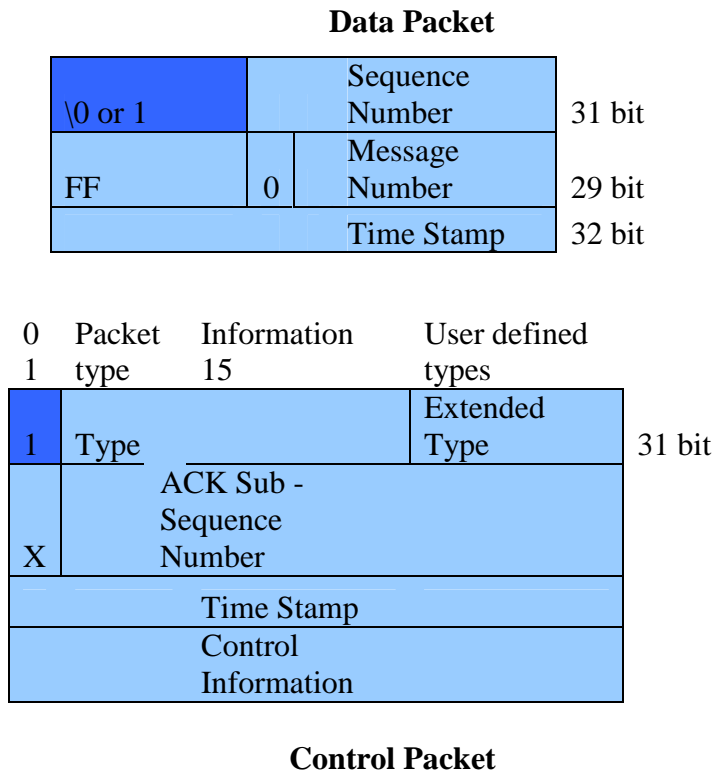 Data Packet
\0 or 1
Sequence
Number
31 bit
FF
0
Message
Number
29 bit
Time Stamp
32 bit
0 Packet Information User defined
1 type 15 types
1 Type
Extended
Type
31 bit
X
ACK Sub -
Sequence
Number
Time Stamp
Control
Information
Control Packet